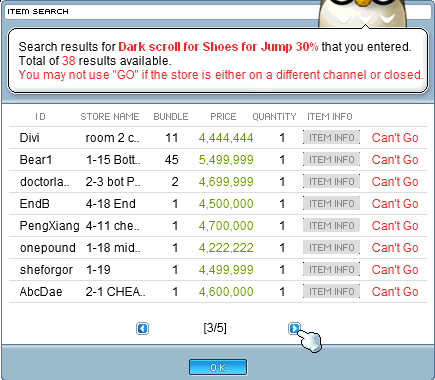 ITEM SEARCH
Search results for Dark scroll for Shoes for Jump 30% that you entered.
Total of 38 results available.
You may not use "GO" if the store is either on a different channel or closed.
ID STORE NAME BUNDLE PRICE QUANTITY ITEM INFO
Divi room 2 c.. 11 4,444,444 1 ITEM INFO Can't Go
Bear1 1-15 Bott.. 45 5,499,999 1 ITEM INFO Can't Go
doctorla.. 2-3 bot P... 2 4,699,999 1 ITEM INFO Can't Go
EndB 4-18 End 1 4,500,000 1 ITEM INFO Can't Go
PengXiang 4-11 che.. 1 4,700,000 1 ITEM INFO Can't Go
onepound 1-18 mid.. 1 4,222,222 1 ITEM INFO Can't Go
sheforgor 1-19 1 4,499,999 1 ITEM INFO Can't Go
AbcDae 2-1 CHEA.. 1 4,600,000 1 ITEM INFO Can't Go
[3/5]
OK